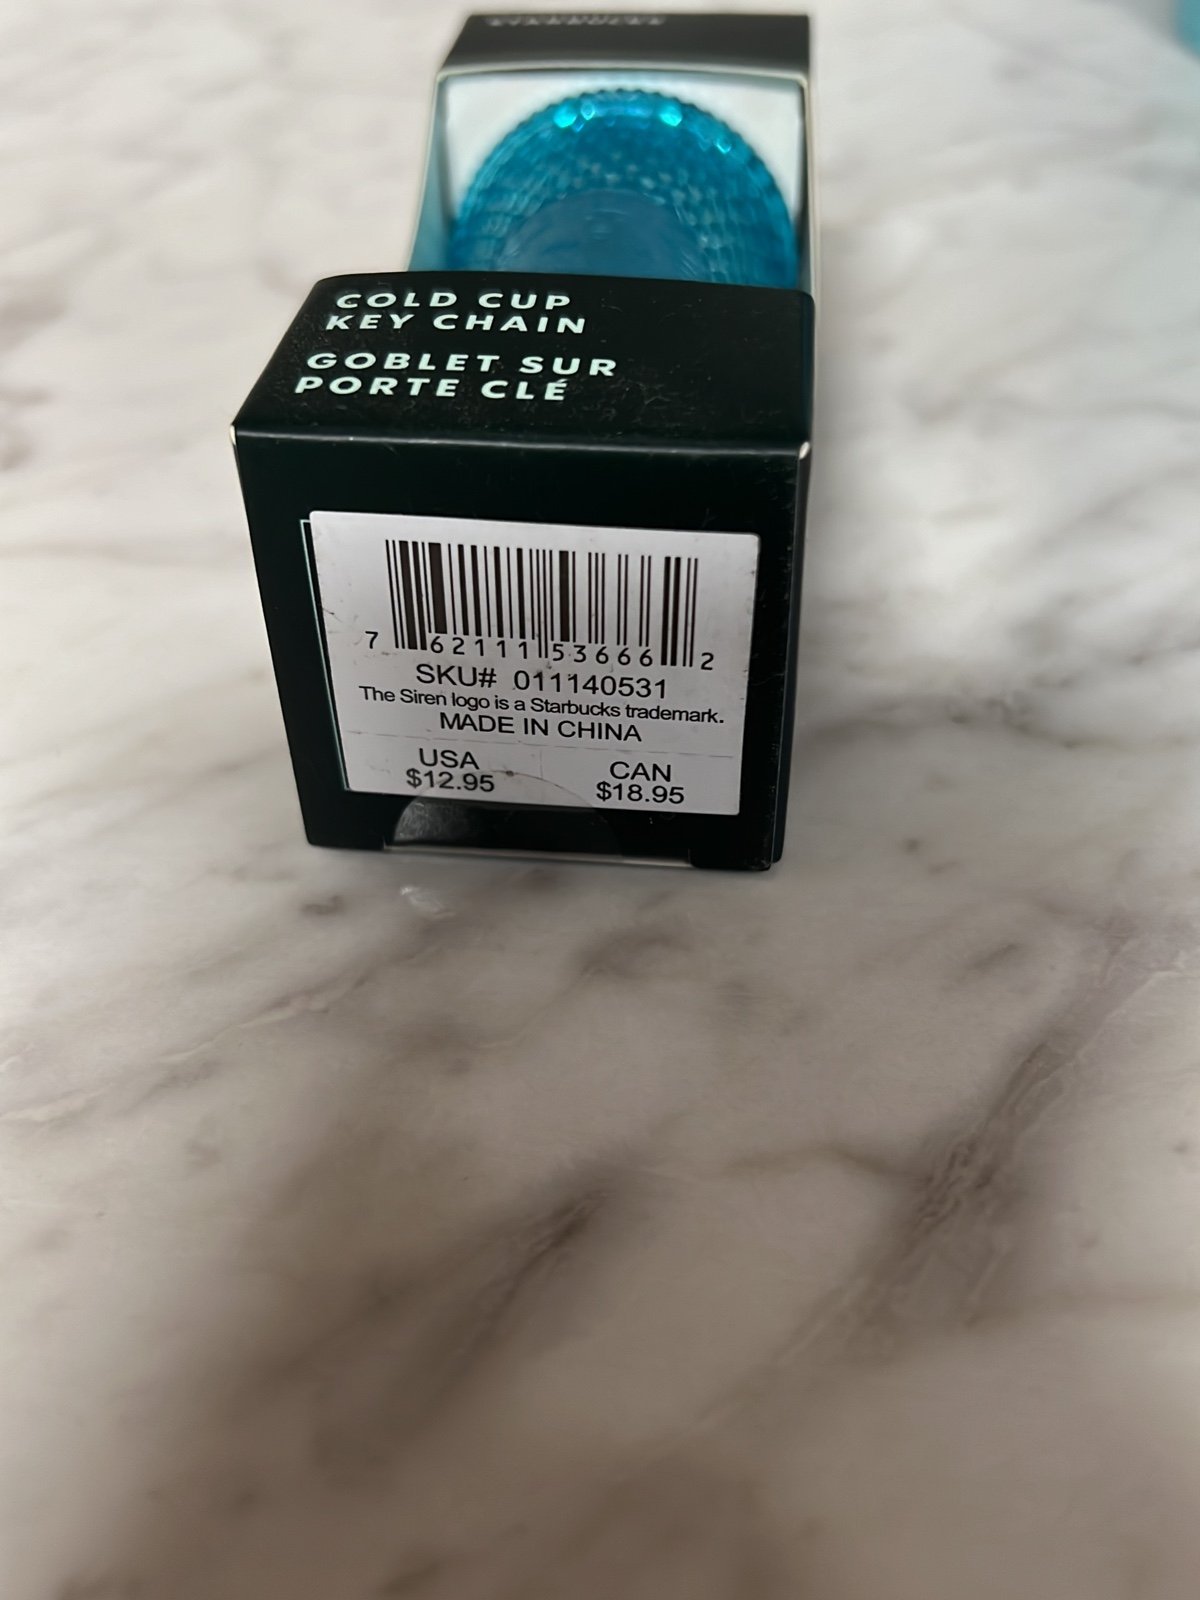 STARBUCKS
COLD CUP
KEY CHAIN
GOBLET SUR
PORTE CLÉ
7 62111 53666 2
SKU# 011140531
The Siren logo is a Starbucks trademark.
MADE IN CHINA
USA CAN
$12.95 $18.95